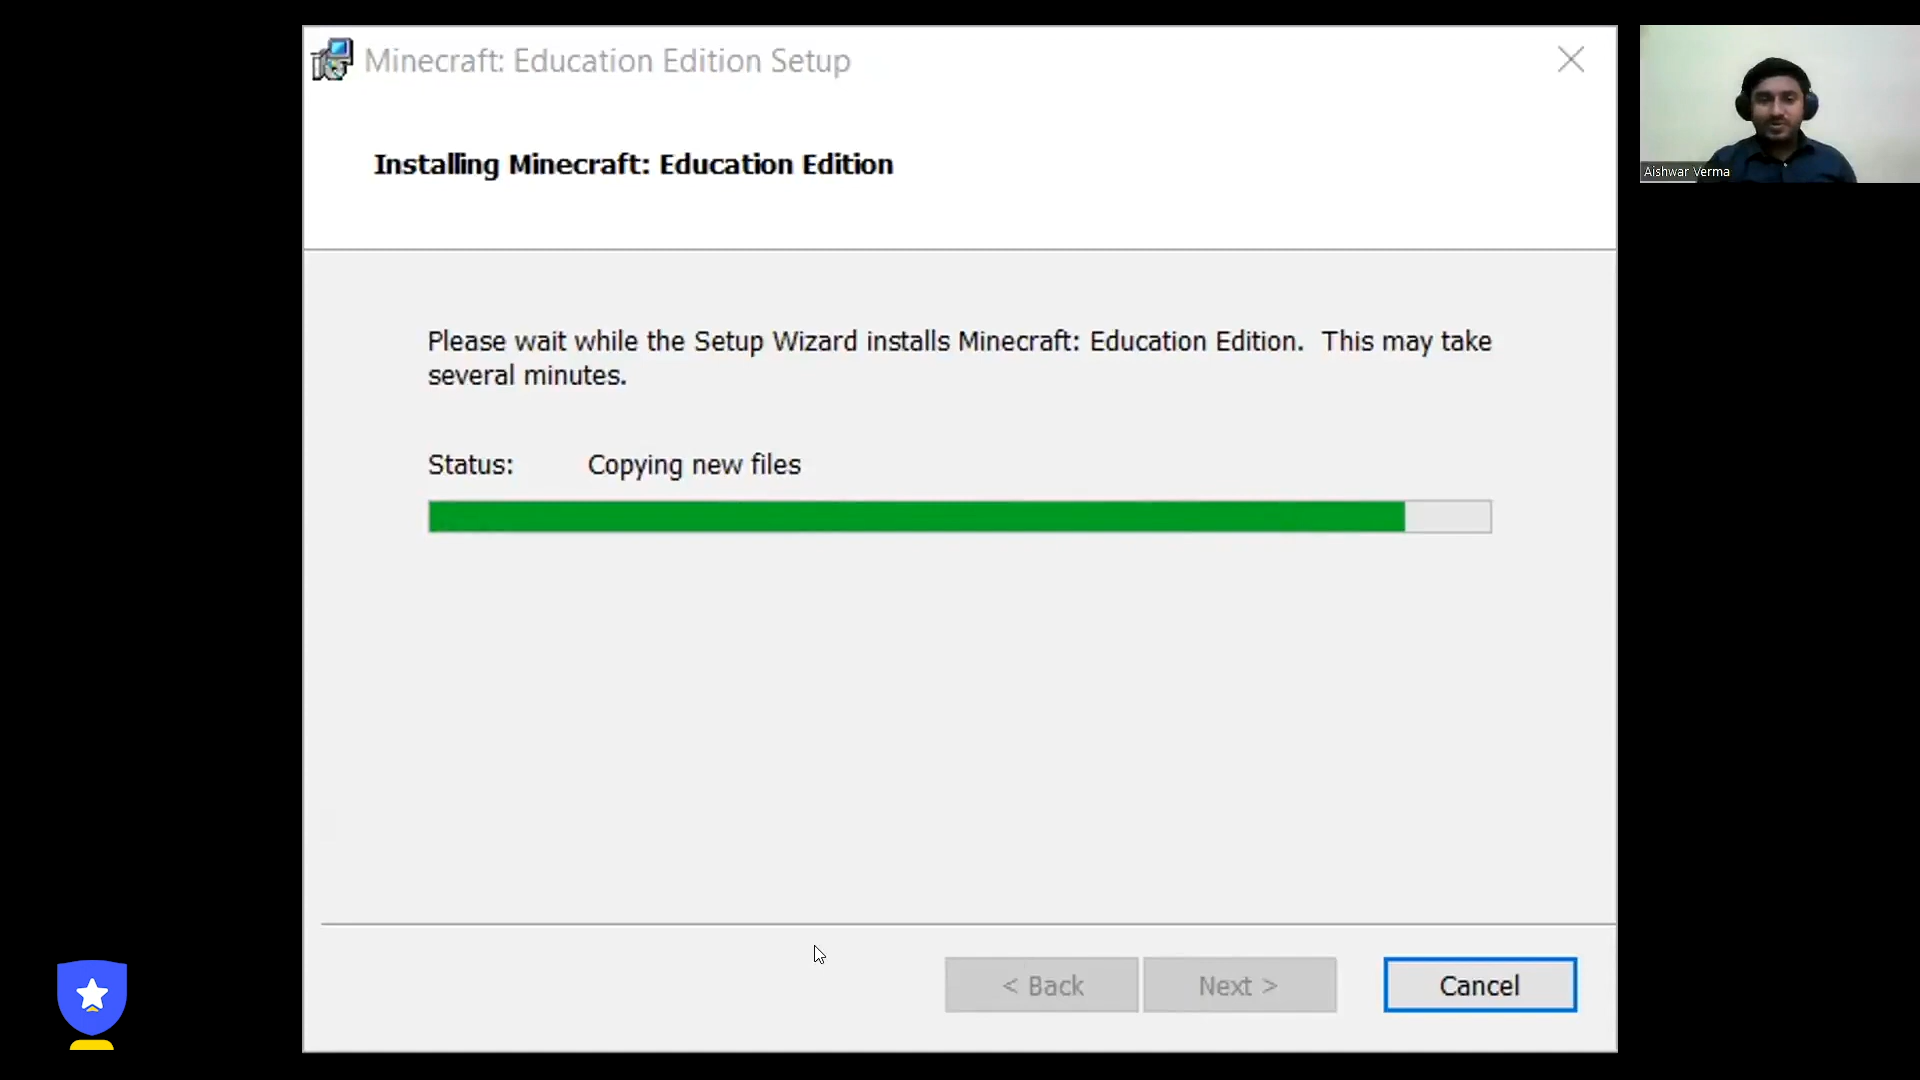 Minecraft: Education Edition Setup
Aishwar Verma
Installing Minecraft: Education Edition
Please wait while the Setup Wizard installs Minecraft: Education Edition.  This may take
several minutes.
Status: Copying new files
< Back Next > Cancel